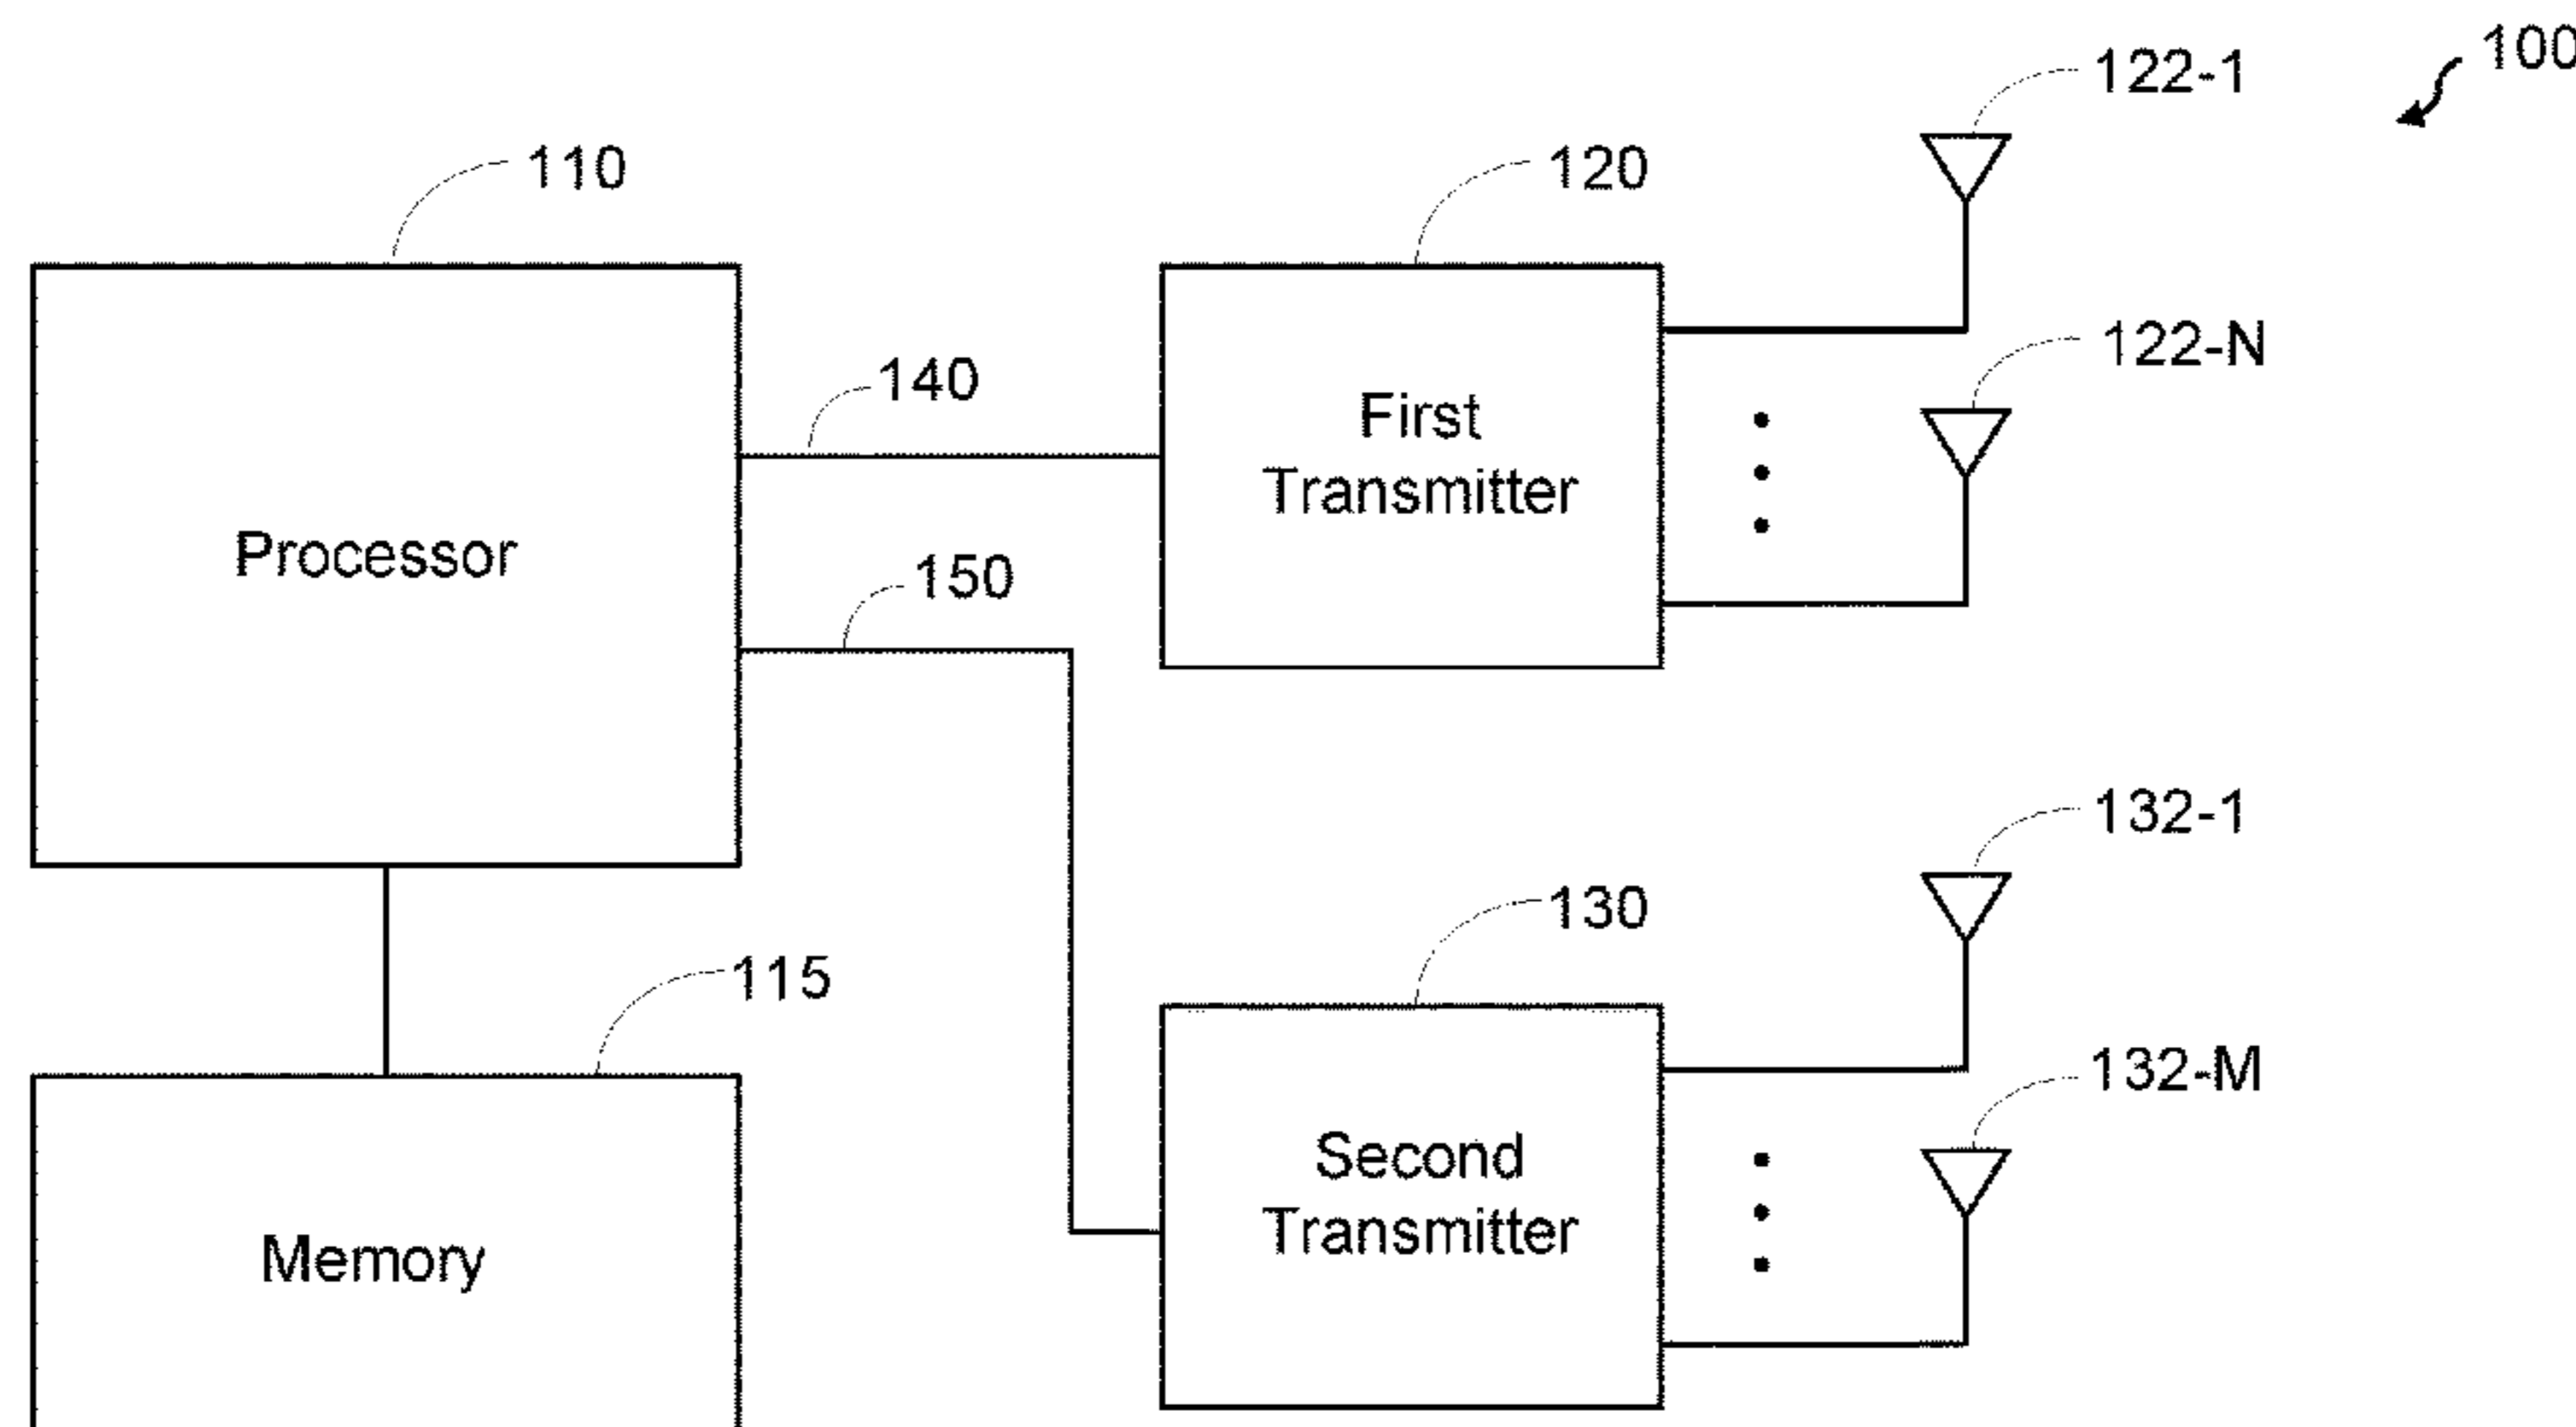 100
122-1
110
120
122-N
140
First
Transmitter
Processor
150
132-1
130
115
132-M
Second
Transmitter
Memory